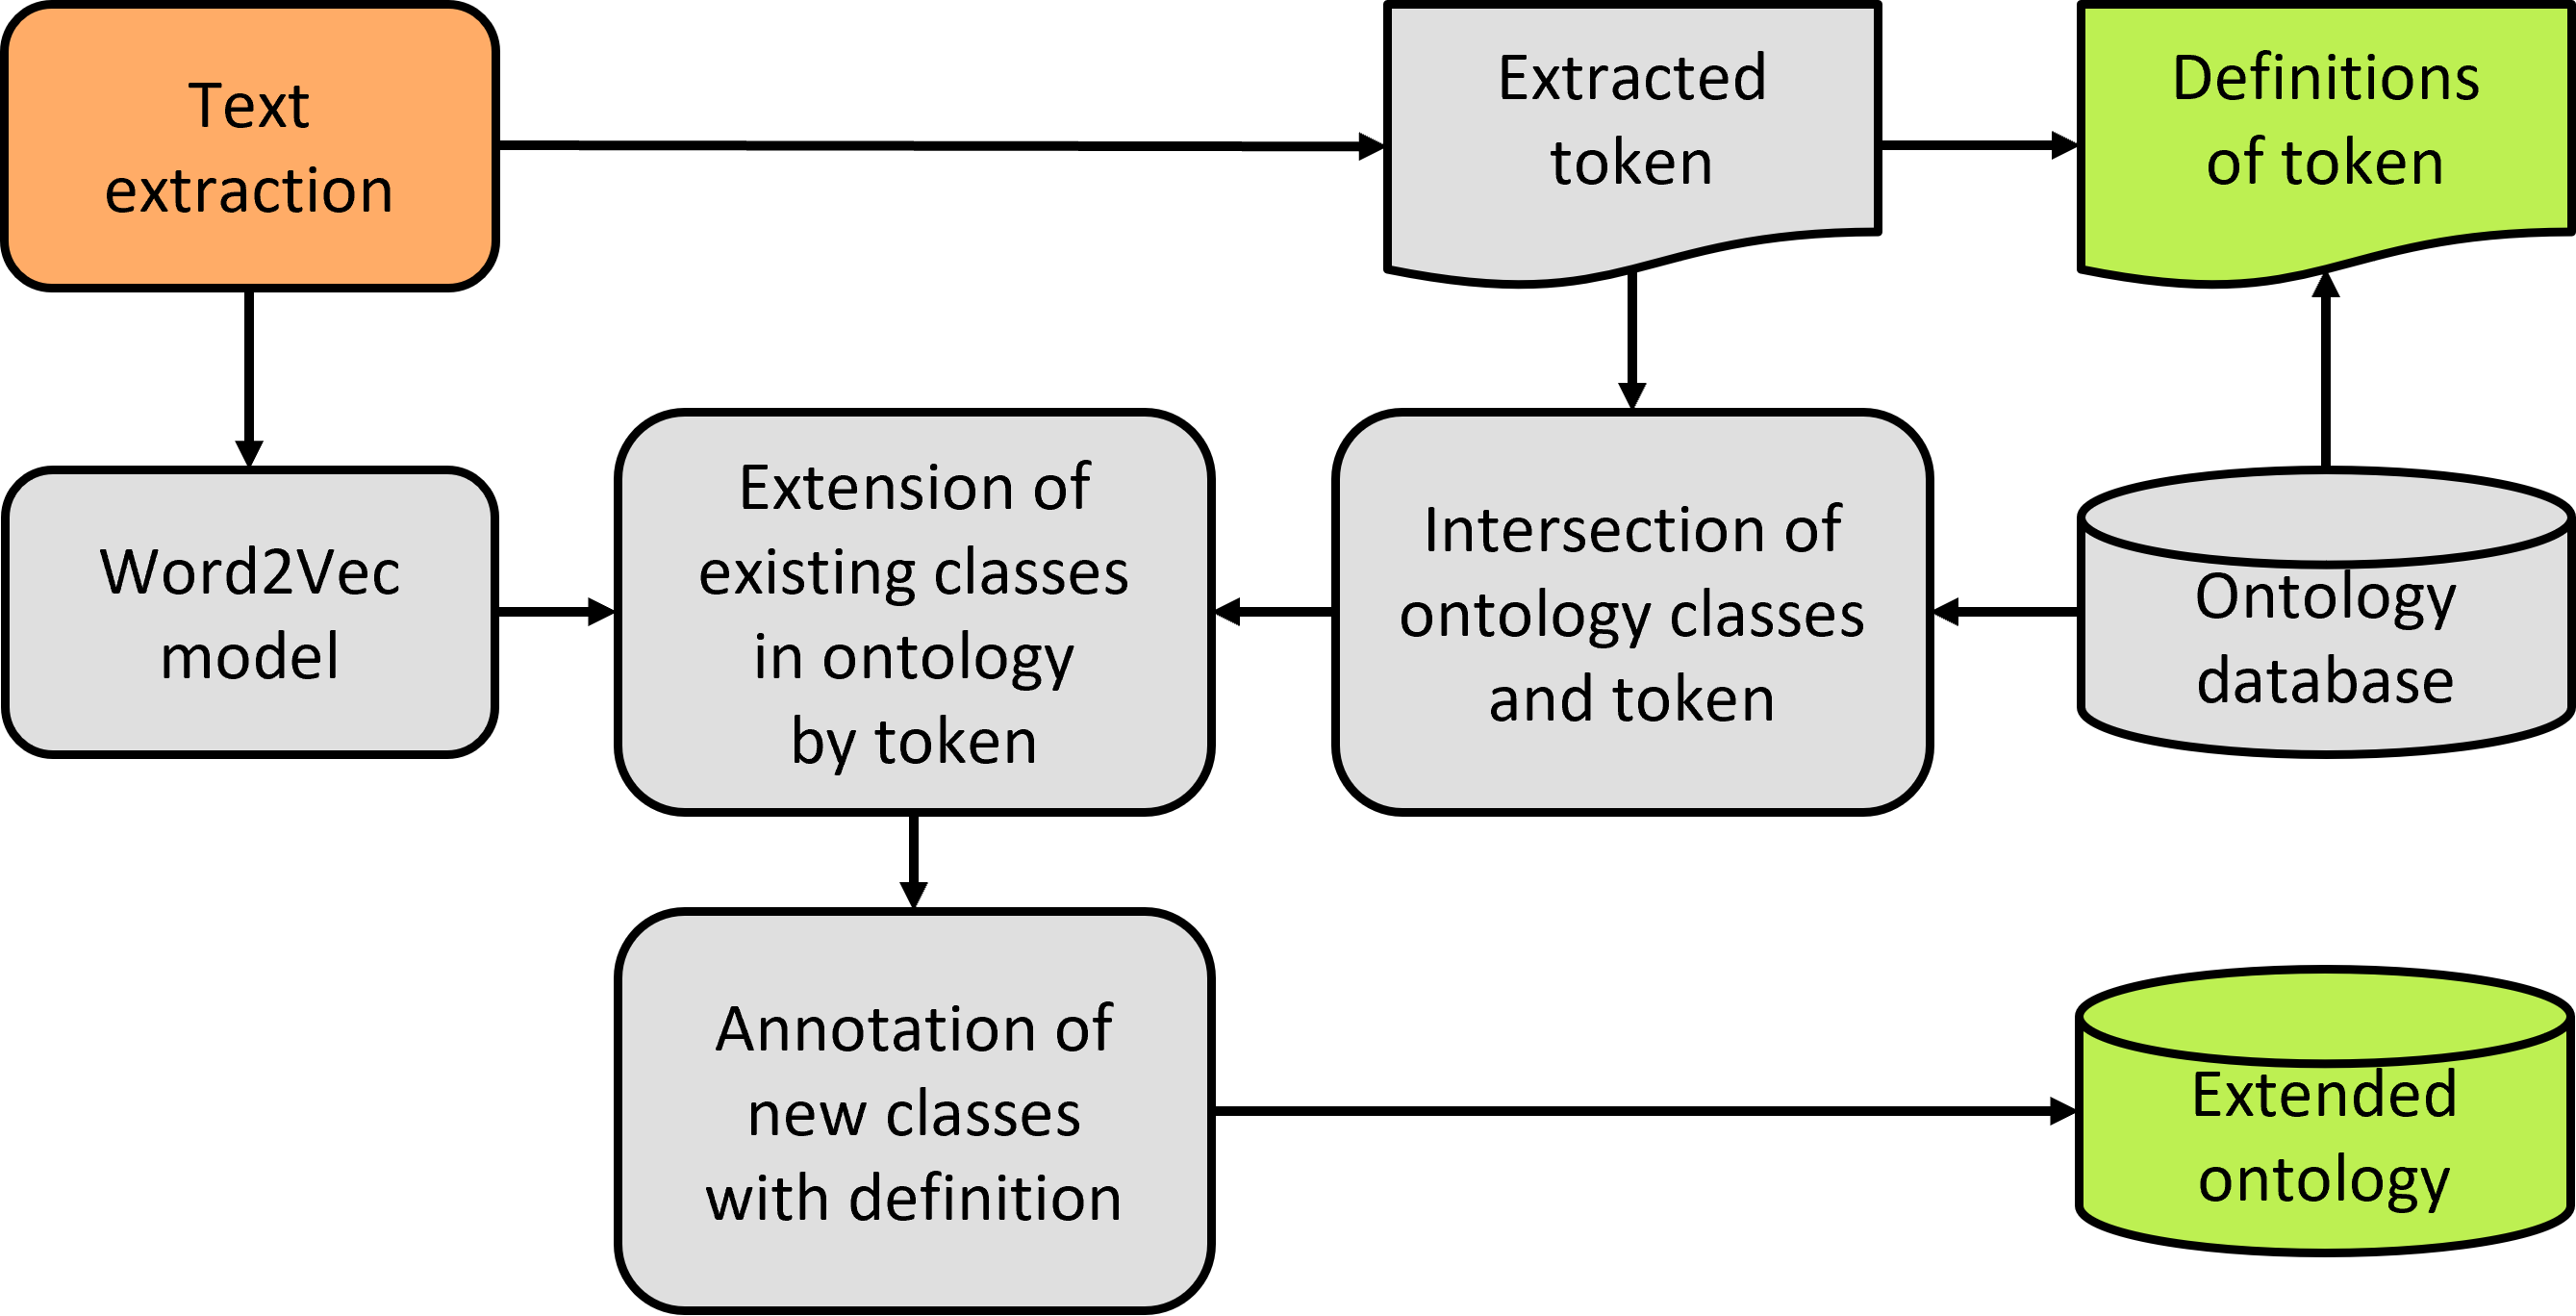 Text
extraction
Extracted
token
Definitions
of token
Word2Vec
model
Extension of
existing classes
in ontology
by token
Intersection of
ontology classes
and token
Ontology
database
Annotation of
new classes
with definition
Extended
ontology